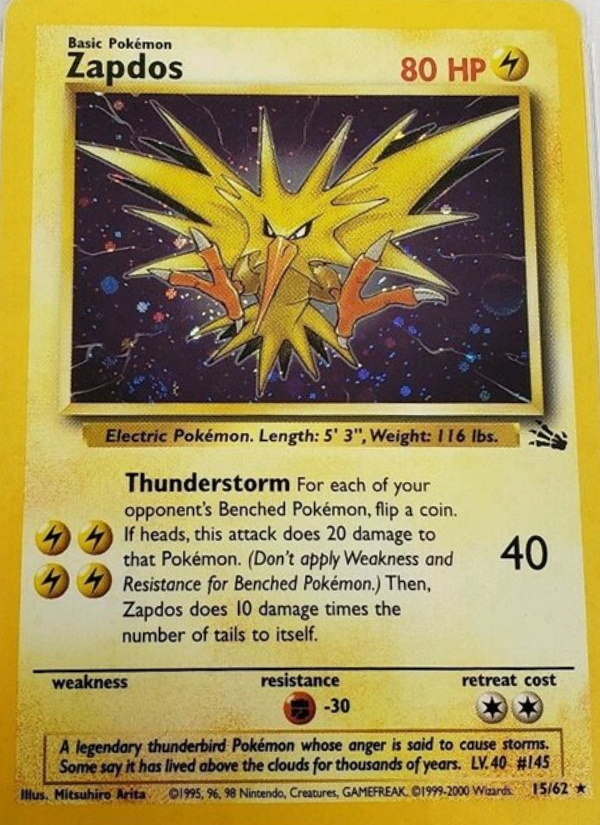 Basic Pokémon
Zapdos
80 HP
Electric Pokémon. Length: 5' 3", Weight: 116 lbs.
Thunderstorm For each of your
opponent's Benched Pokémon, flip a coin.
If heads, this attack does 20 damage to
that Pokémon. (Don't apply Weakness and
Resistance for Benched Pokémon.) Then,
Zapdos does 10 damage times the
number of tails to itself.
40
weakness resistance retreat cost
-30
A legendary thunderbird Pokémon whose anger is said to cause storms.
Some say it has lived above the clouds for thousands of years. LV. 40 #145
Illus. Mitsuhiro Arita ©1995, 96, 98 Nintendo, Creatures, GAMEFREAK. ©1999-2000 Wizards. 15/62 ★